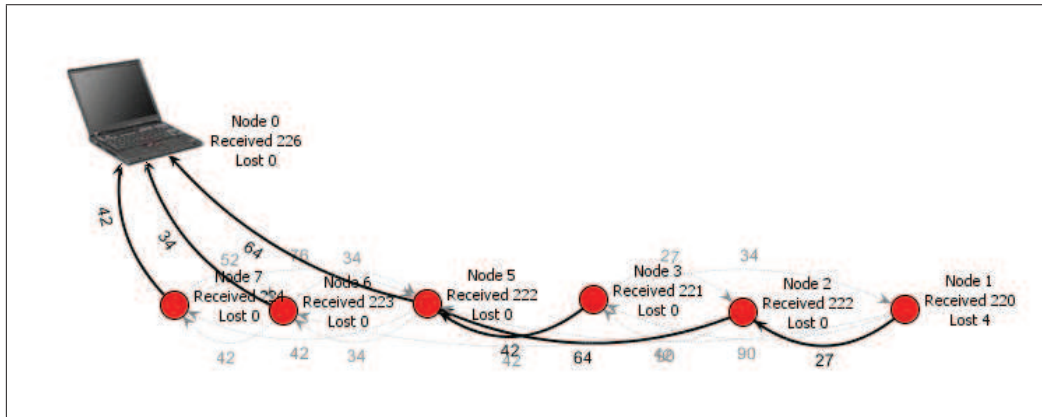 Node 0
Received 226
Lost 0
42
34
64
52
76
34
27
34
Node 7
Received 224
Lost 0
Node 6
Received 223
Lost 0
Node 5
Received 222
Lost 0
Node 3
Received 221
Lost 0
Node 2
Received 222
Lost 0
Node 1
Received 220
Lost 4
42
42
34
42
42
64
90
90
27